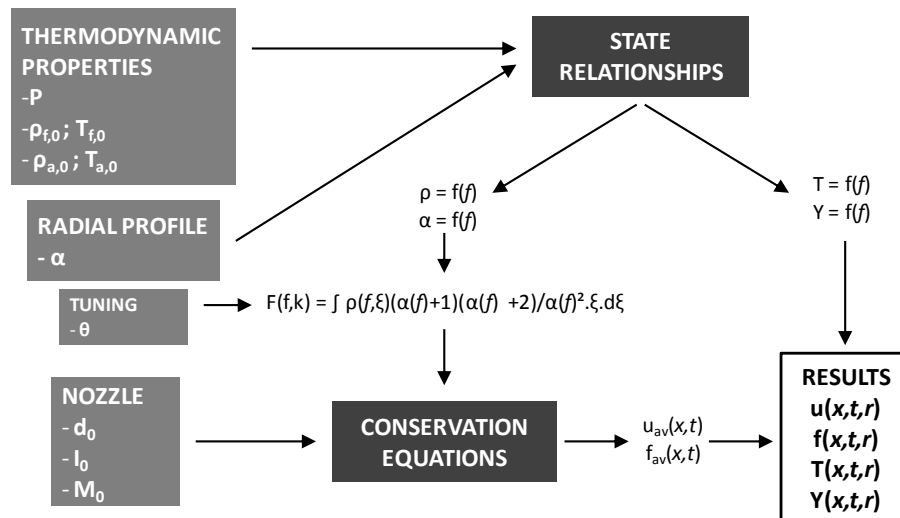 THERMODYNAMIC
PROPERTIES
-P
-ρf,0 ; Tf,0
- ρa,0 ; Ta,0
STATE
RELATIONSHIPS
RADIAL PROFILE
- α
ρ = f(f)
α = f(f)
T = f(f)
Y = f(f)
TUNING
- θ
F(f,k) = ∫ ρ(f,ξ)(α(f)+1)(α(f) +2)/α(f)².ξ.dξ
NOZZLE
- d0
- I0
- M0
CONSERVATION
EQUATIONS
uav(x,t)
fav(x,t)
RESULTS
u(x,t,r)
f(x,t,r)
T(x,t,r)
Y(x,t,r)